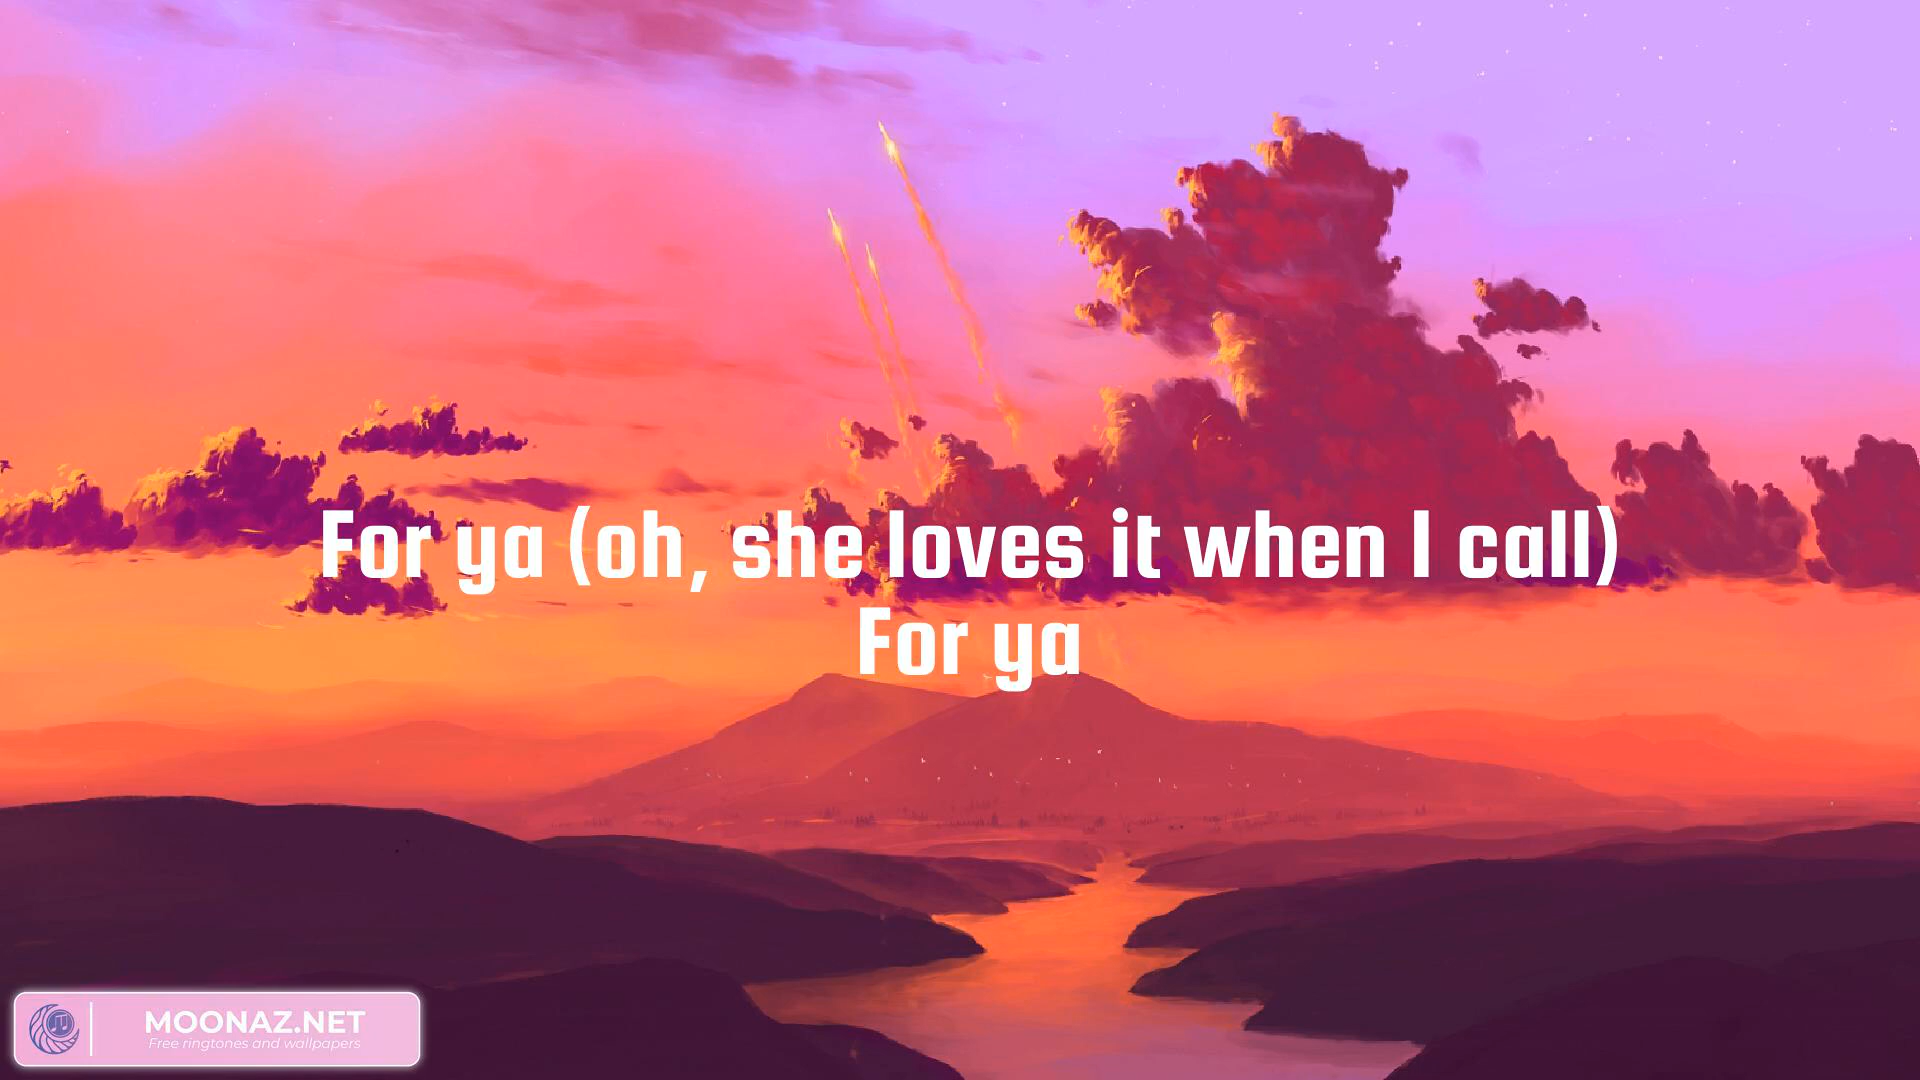 For ya (oh, she loves it when I call)
For ya
MOONAZ.NET
Free ringtones and wallpapers